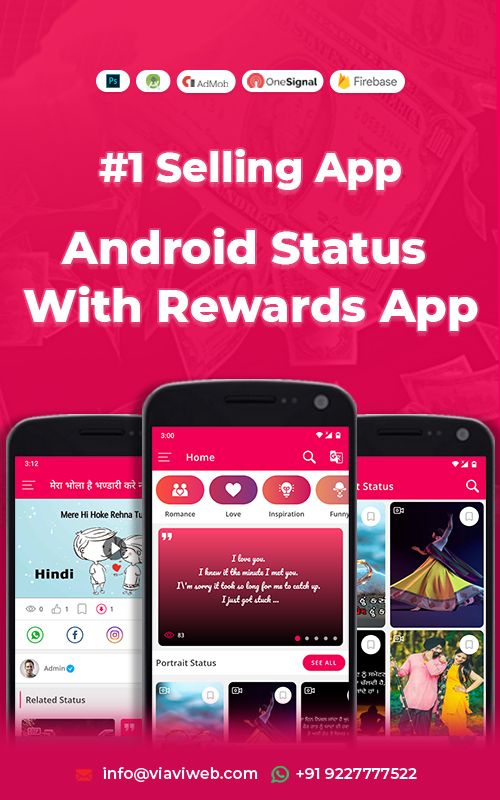 Ps
AdMob
OneSignal
Firebase
#1 Selling App
Android Status
With Rewards App
3:12
मेरा भोला है भण्डारी करे
Mere Hi Hoke Rehna Tu
Hindi
0
1
1
Admin
Related Status
3:00
Home
Romance
Love
Inspiration
Funny
I love you.
I knew it the minute I met you.
I\'m sorry it took so long for me to catch up.
I just got stuck ...
83
Portrait Status
SEE ALL
rait Status
info@viaviweb.com
+91 9227777522